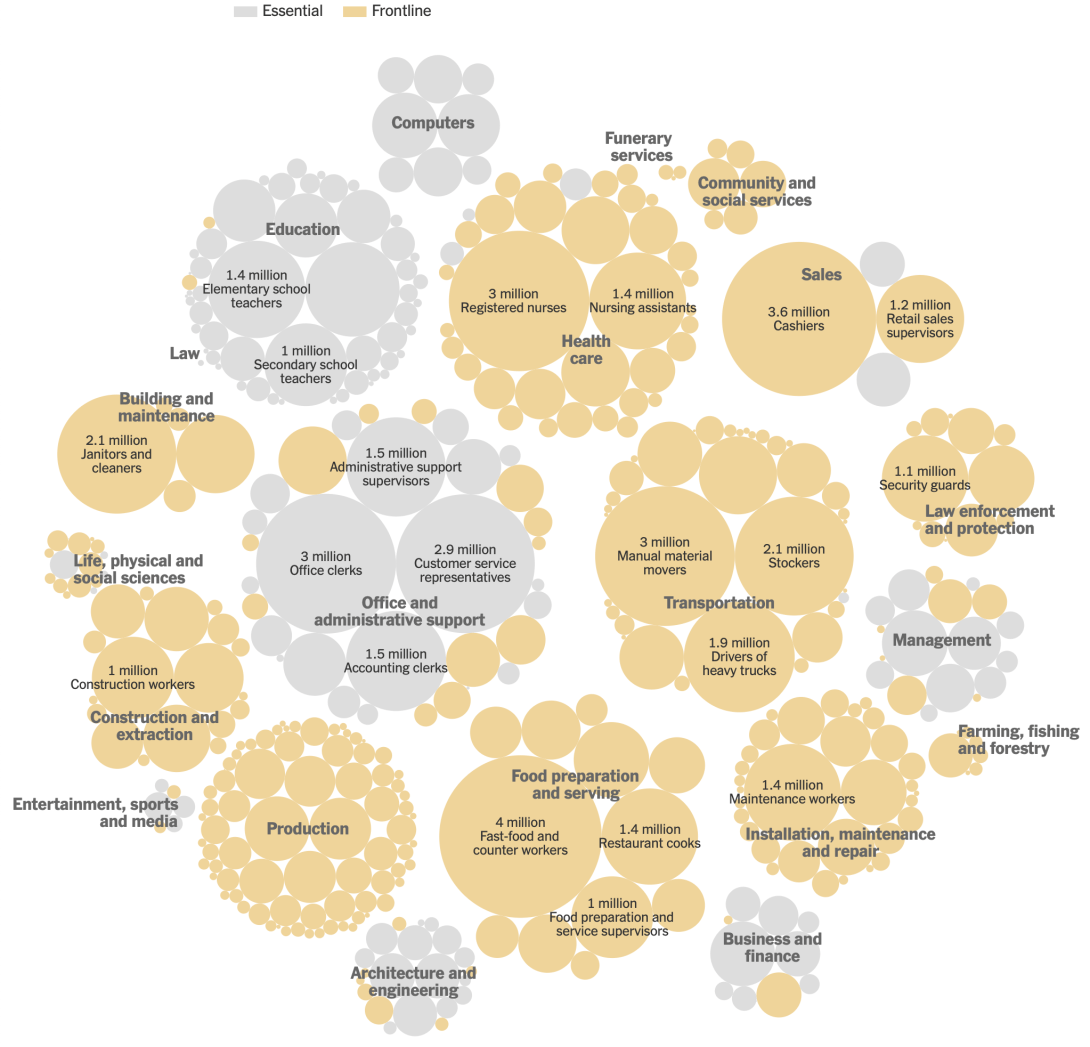 Essential
Frontline
Computers
Funerary
services
Community and
social services
Education
1.4 million
Elementary school
teachers
1 million
Secondary school
teachers
Law
3 million
Registered nurses
1.4 million
Nursing assistants
Health
care
Sales
3.6 million
Cashiers
1.2 million
Retail sales
supervisors
Building and
maintenance
2.1 million
Janitors and
cleaners
1.5 million
Administrative support
supervisors
3 million
Office clerks
2.9 million
Customer service
representatives
Office and
administrative support
1.5 million
Accounting clerks
3 million
Manual material
movers
2.1 million
Stockers
Transportation
1.9 million
Drivers of
heavy trucks
1.1 million
Security guards
Law enforcement
and protection
Life, physical and
social sciences
Management
1 million
Construction workers
Construction and
extraction
Farming, fishing
and forestry
Entertainment, sports
and media
Production
Food preparation
and serving
4 million
Fast-food and
counter workers
1.4 million
Restaurant cooks
1 million
Food preparation and
service supervisors
1.4 million
Maintenance workers
Installation, maintenance
and repair
Architecture and
engineering
Business and
finance